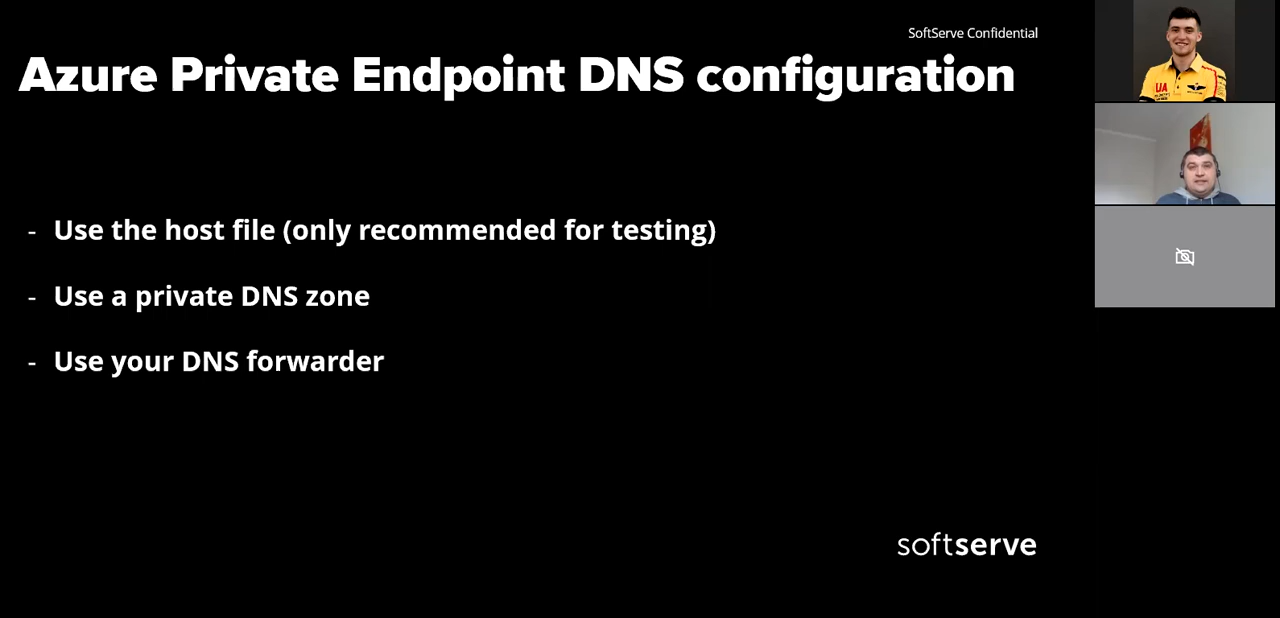 SoftServe Confidential
Azure Private Endpoint DNS configuration
- Use the host file (only recommended for testing)
- Use a private DNS zone
- Use your DNS forwarder
softserve
UA